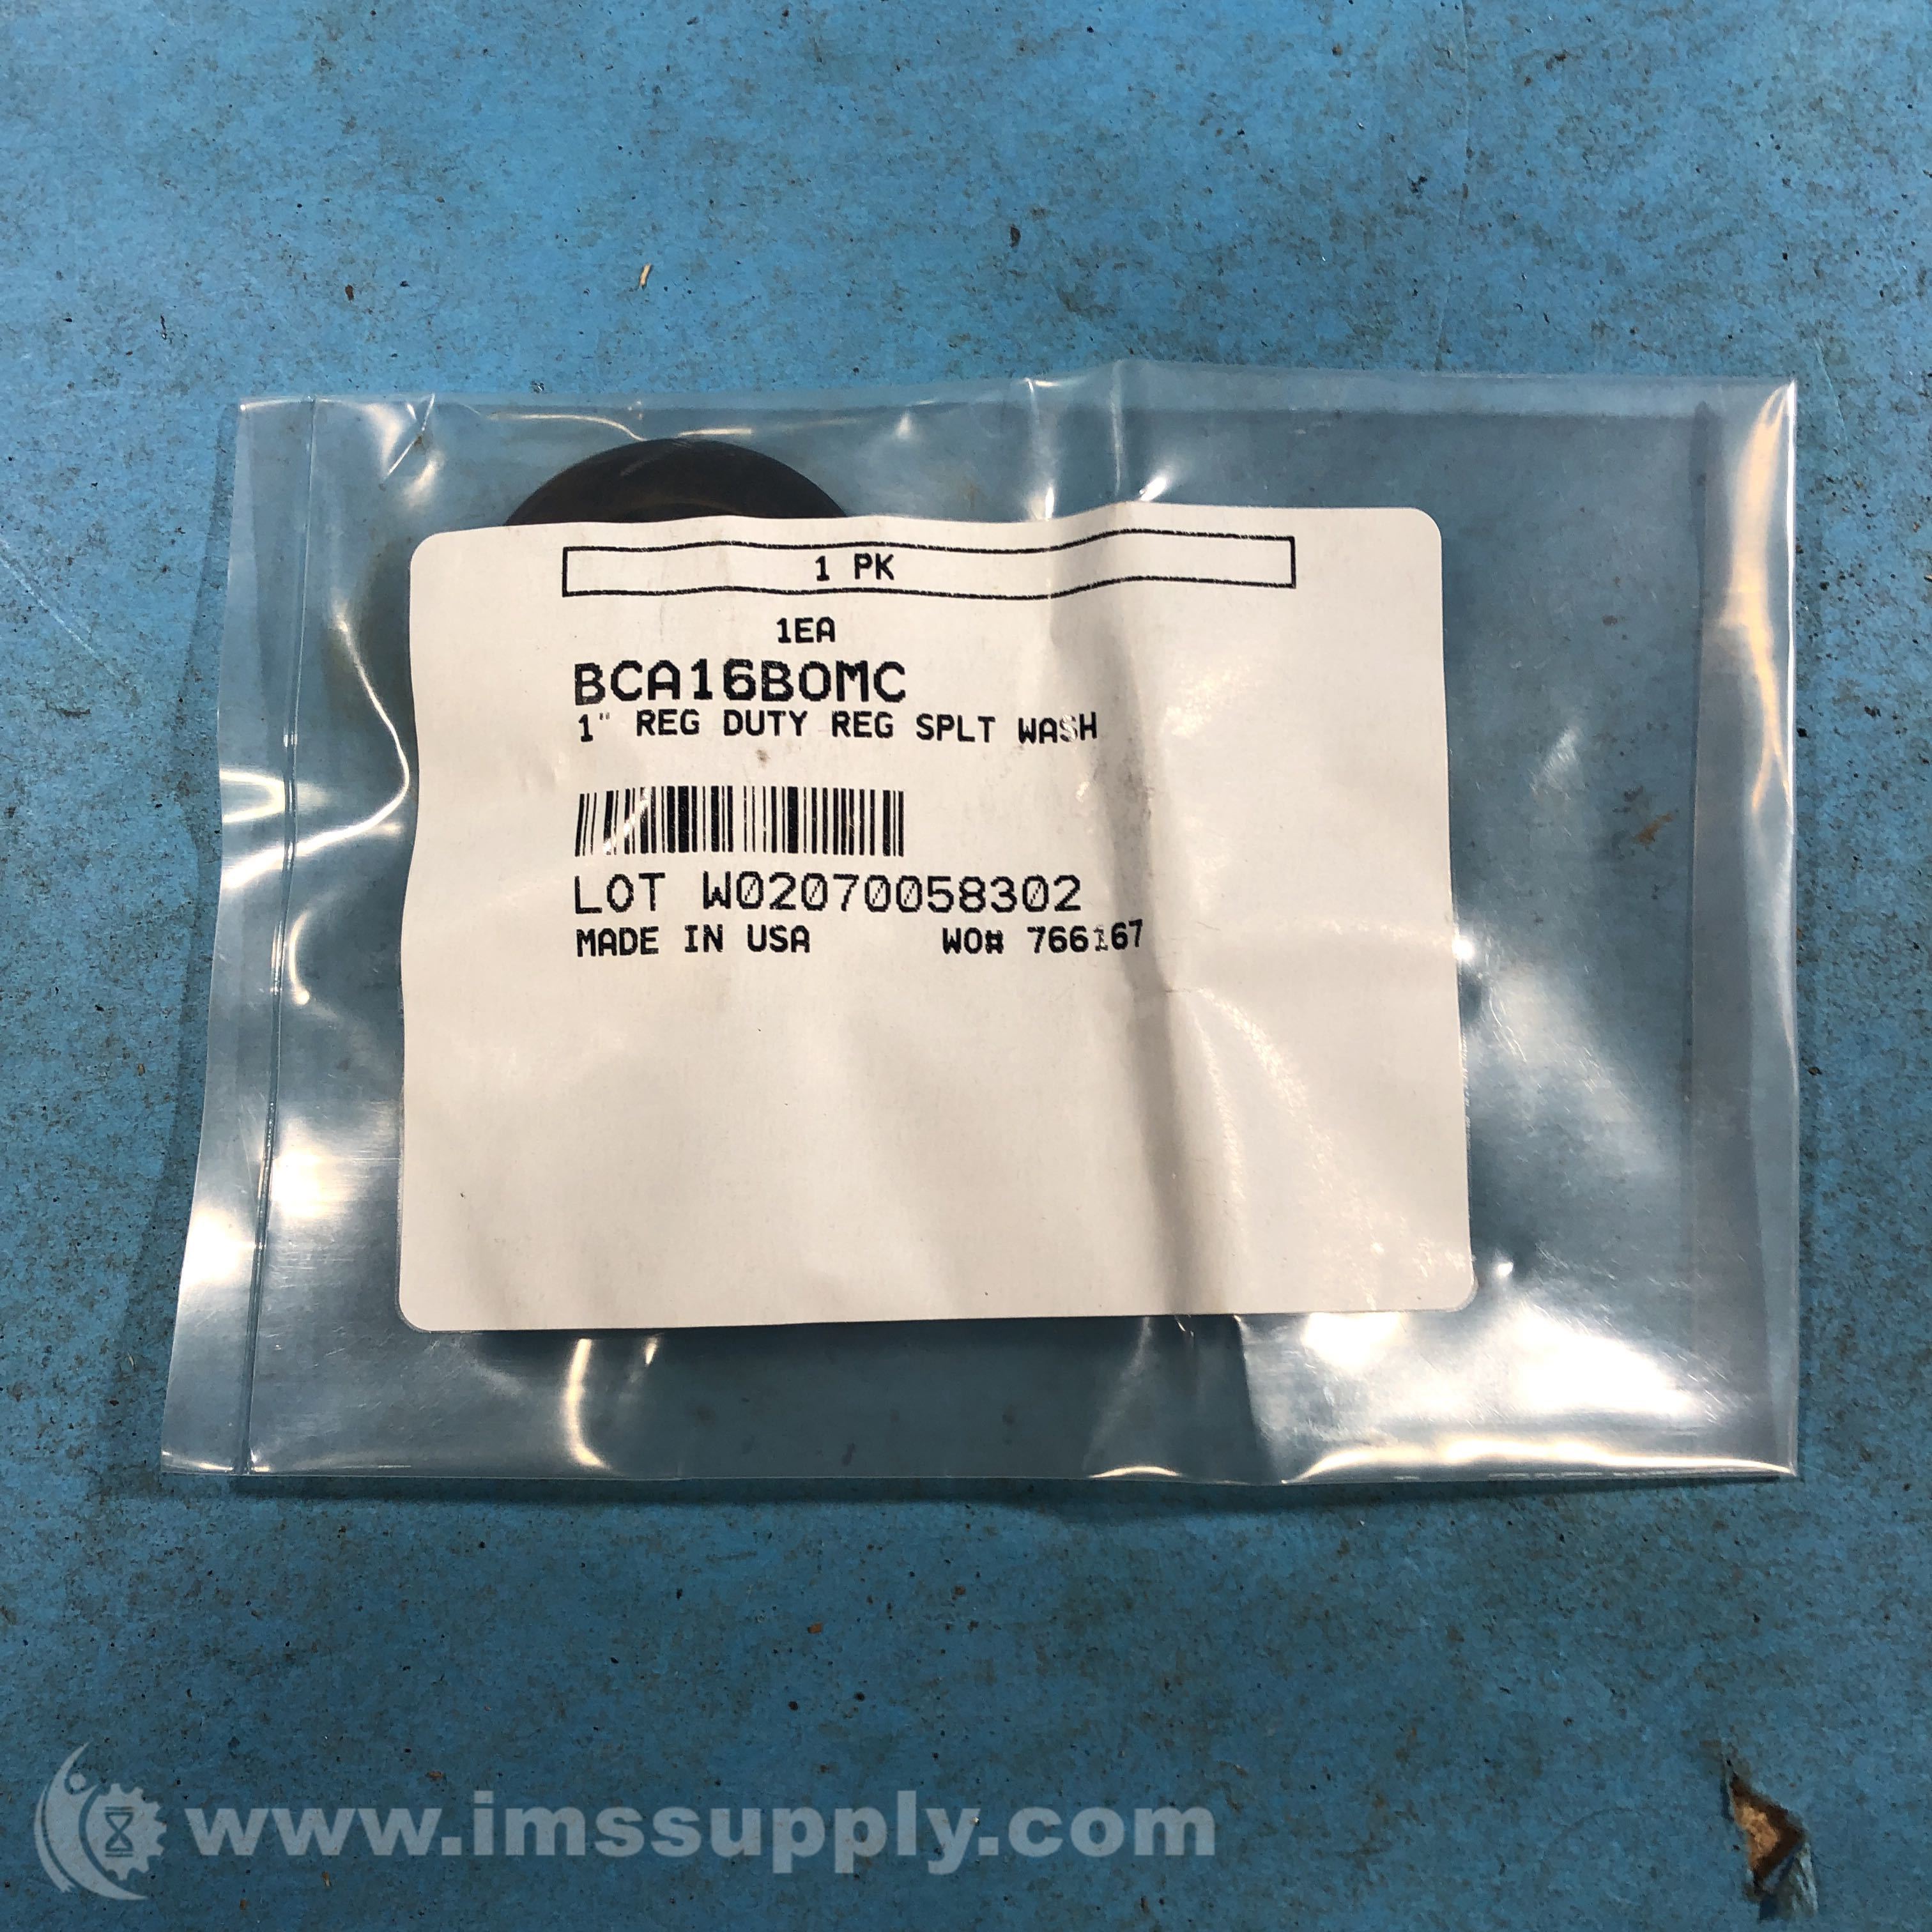 1 PK
1EA
BCA16BOMC
1" REG DUTY REG SPLT WASH
LOT W02070058302
MADE IN USA WO# 766167
www.imssupply.com